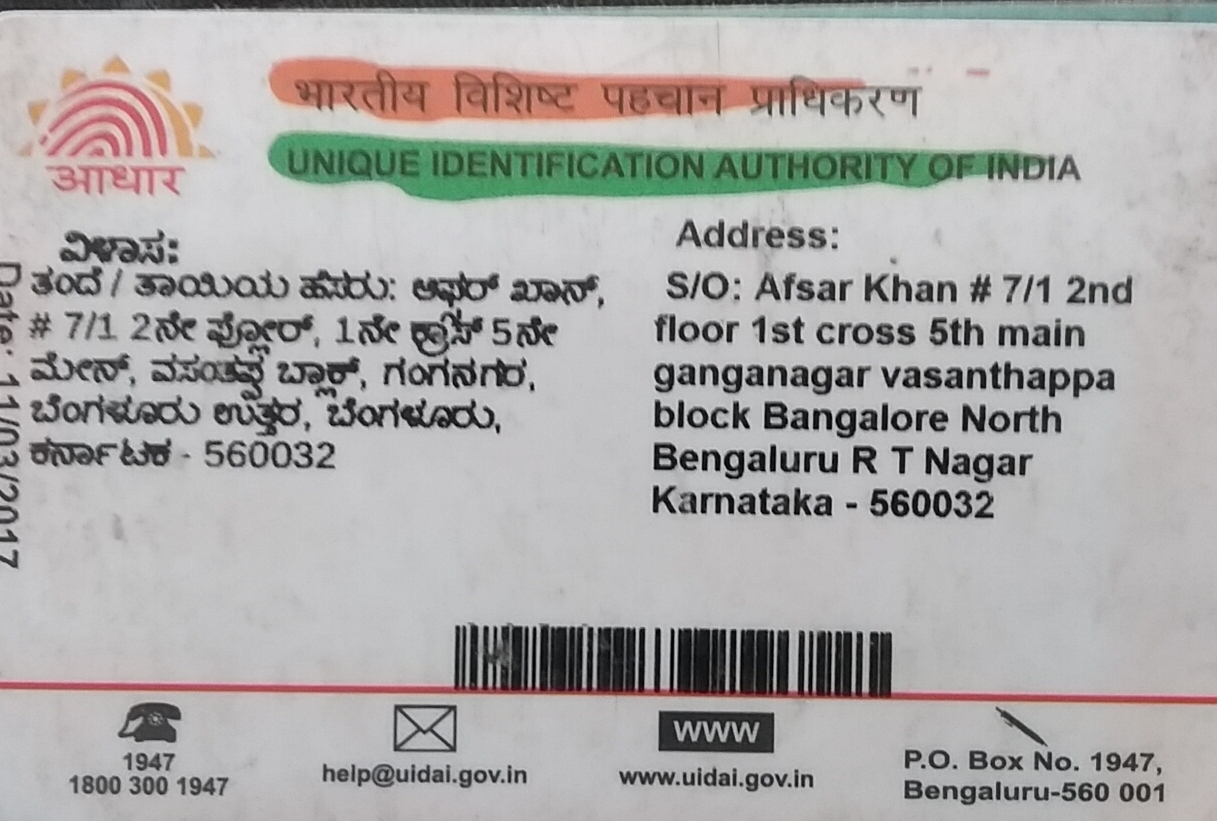 भारतीय विशिष्ट पहचान प्राधिकरण
UNIQUE IDENTIFICATION AUTHORITY OF INDIA
आधार
ವಿಳಾಸ:
ತಂದೆ / ತಾಯಿಯ ಹೆಸರು: ಅಫ್ಸರ್ ಖಾನ್,
# 7/1 2ನೇ ಫ್ಲೋರ್, 1ನೇ ಕ್ರಾಸ್ 5ನೇ
ಮೇನ್, ವಸಂತಪ್ಪ ಬ್ಲಾಕ್, ಗಂಗನಗರ,
ಬೆಂಗಳೂರು ಉತ್ತರ, ಬೆಂಗಳೂರು,
ಕರ್ನಾಟಕ - 560032
Address:
S/O: Afsar Khan # 7/1 2nd
floor 1st cross 5th main
ganganagar vasanthappa
block Bangalore North
Bengaluru R T Nagar
Karnataka - 560032
Date: 11/03/2017
1947
1800 300 1947
help@uidai.gov.in
WWW
www.uidai.gov.in
P.O. Box No. 1947,
Bengaluru-560 001